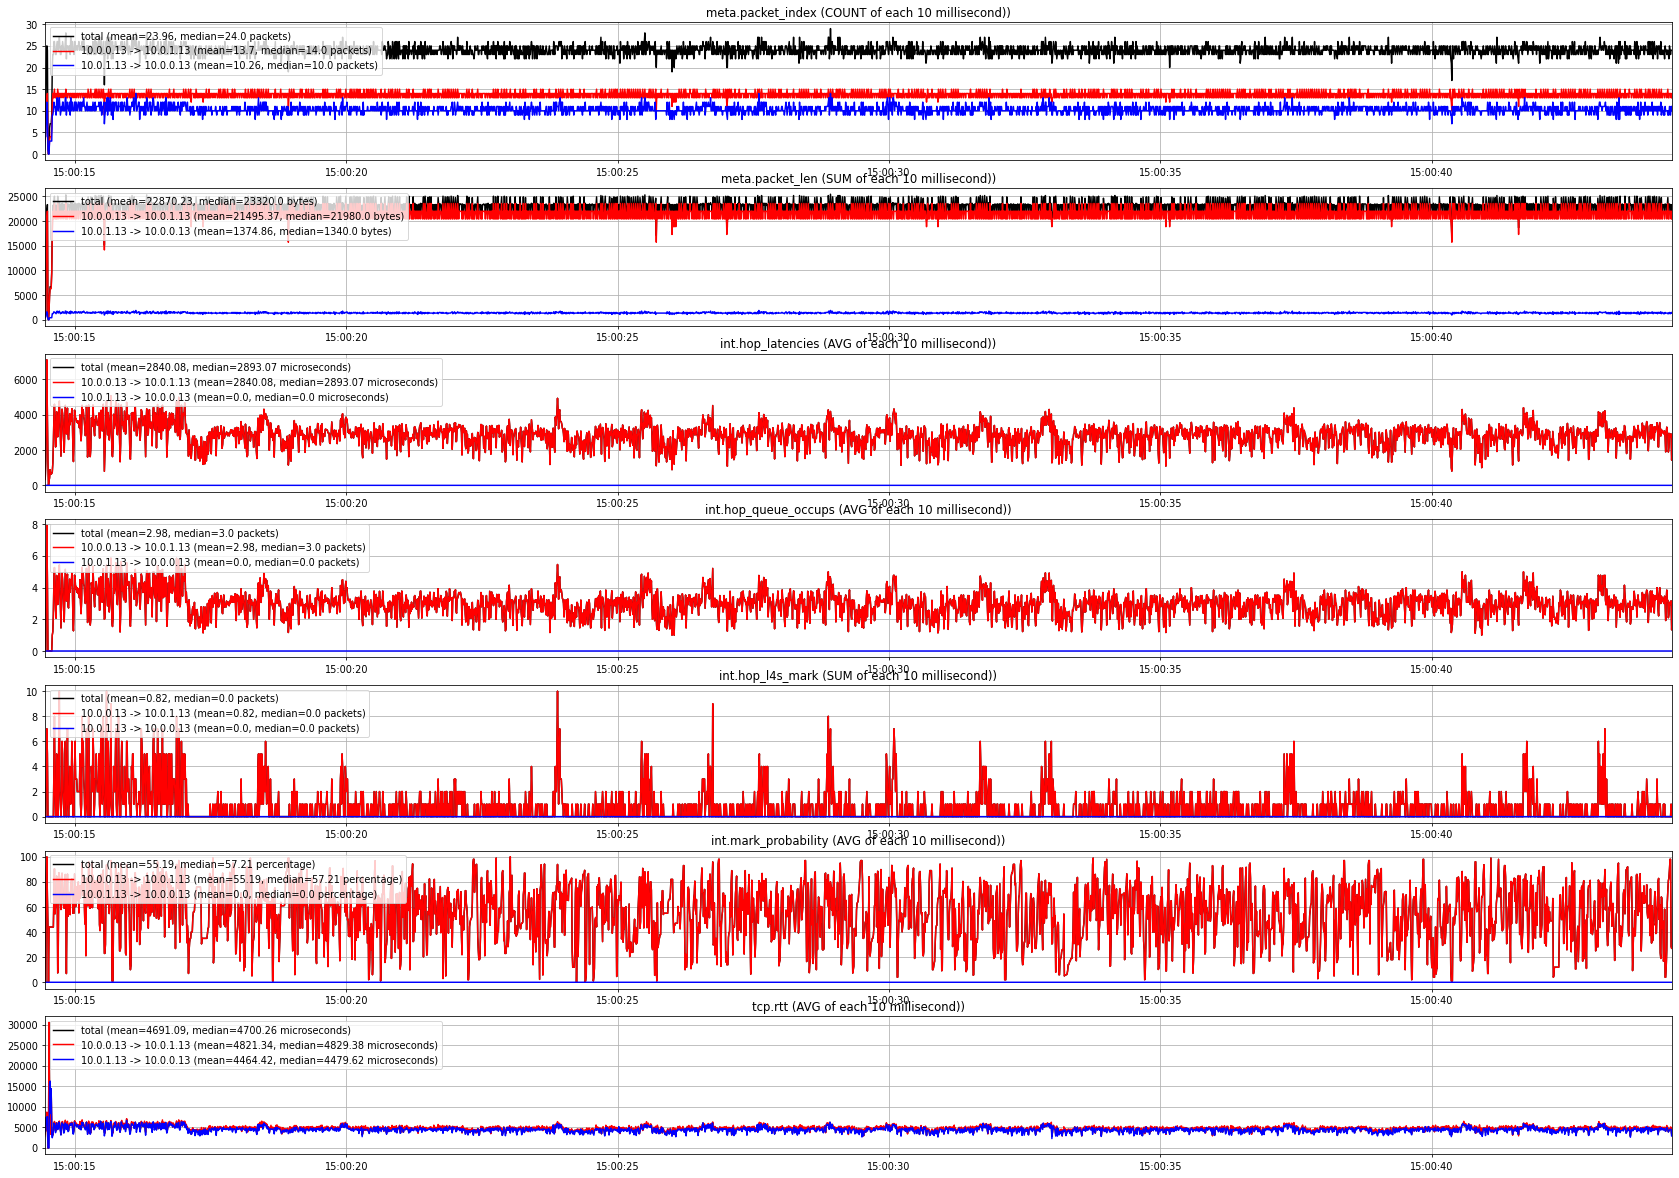 meta.packet_index (COUNT of each 10 millisecond))
30
25
20
15
10
5
0
total (mean=23.96, median=24.0 packets)
10.0.0.13 -> 10.0.1.13 (mean=13.7, median=14.0 packets)
10.0.1.13 -> 10.0.0.13 (mean=10.26, median=10.0 packets)
15:00:15 15:00:20 15:00:25 15:00:30 15:00:35 15:00:40
meta.packet_len (SUM of each 10 millisecond))
25000
20000
15000
10000
5000
0
total (mean=22870.23, median=23320.0 bytes)
10.0.0.13 -> 10.0.1.13 (mean=21495.37, median=21980.0 bytes)
10.0.1.13 -> 10.0.0.13 (mean=1374.86, median=1340.0 bytes)
15:00:15 15:00:20 15:00:25 15:00:30 15:00:35 15:00:40
int.hop_latencies (AVG of each 10 millisecond))
6000
4000
2000
0
total (mean=2840.08, median=2893.07 microseconds)
10.0.0.13 -> 10.0.1.13 (mean=2840.08, median=2893.07 microseconds)
10.0.1.13 -> 10.0.0.13 (mean=0.0, median=0.0 microseconds)
15:00:15 15:00:20 15:00:25 15:00:30 15:00:35 15:00:40
int.hop_queue_occups (AVG of each 10 millisecond))
8
6
4
2
0
total (mean=2.98, median=3.0 packets)
10.0.0.13 -> 10.0.1.13 (mean=2.98, median=3.0 packets)
10.0.1.13 -> 10.0.0.13 (mean=0.0, median=0.0 packets)
15:00:15 15:00:20 15:00:25 15:00:30 15:00:35 15:00:40
int.hop_l4s_mark (SUM of each 10 millisecond))
10
8
6
4
2
0
total (mean=0.82, median=0.0 packets)
10.0.0.13 -> 10.0.1.13 (mean=0.82, median=0.0 packets)
10.0.1.13 -> 10.0.0.13 (mean=0.0, median=0.0 packets)
15:00:15 15:00:20 15:00:25 15:00:30 15:00:35 15:00:40
int.mark_probability (AVG of each 10 millisecond))
100
80
60
40
20
0
total (mean=55.19, median=57.21 percentage)
10.0.0.13 -> 10.0.1.13 (mean=55.19, median=57.21 percentage)
10.0.1.13 -> 10.0.0.13 (mean=0.0, median=0.0 percentage)
15:00:15 15:00:20 15:00:25 15:00:30 15:00:35 15:00:40
tcp.rtt (AVG of each 10 millisecond))
30000
25000
20000
15000
10000
5000
0
total (mean=4691.09, median=4700.26 microseconds)
10.0.0.13 -> 10.0.1.13 (mean=4821.34, median=4829.38 microseconds)
10.0.1.13 -> 10.0.0.13 (mean=4464.42, median=4479.62 microseconds)
15:00:15 15:00:20 15:00:25 15:00:30 15:00:35 15:00:40